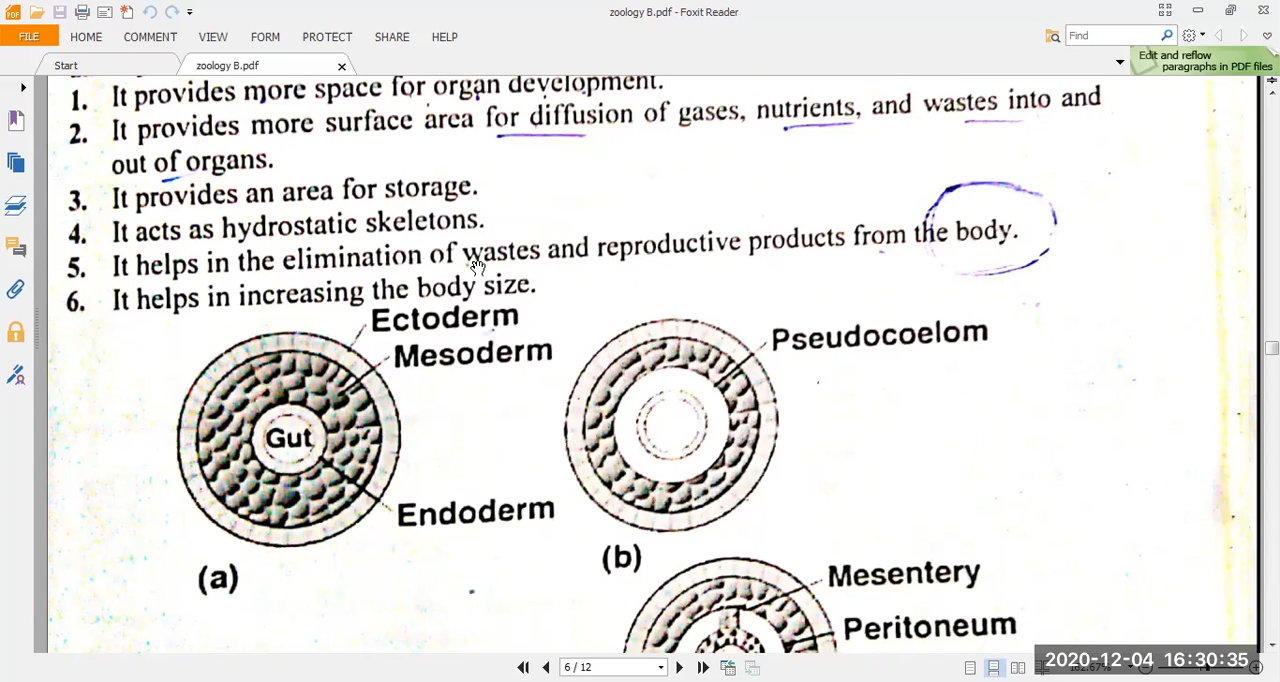 zoology B.pdf - Foxit Reader
FILE HOME COMMENT VIEW FORM PROTECT SHARE HELP
Find
Start
zoology B.pdf
Edit and reflow
paragraphs in PDF files
1. It provides more space for organ development.
2. It provides more surface area for diffusion of gases, nutrients, and wastes into and
out of organs.
3. It provides an area for storage.
4. It acts as hydrostatic skeletons.
5. It helps in the elimination of wastes and reproductive products from the body.
6. It helps in increasing the body size.
Ectoderm
Mesoderm
Gut
Endoderm
(a)
Pseudocoelom
(b)
Mesentery
Peritoneum
6 / 12
2020-12-04 16:30:35